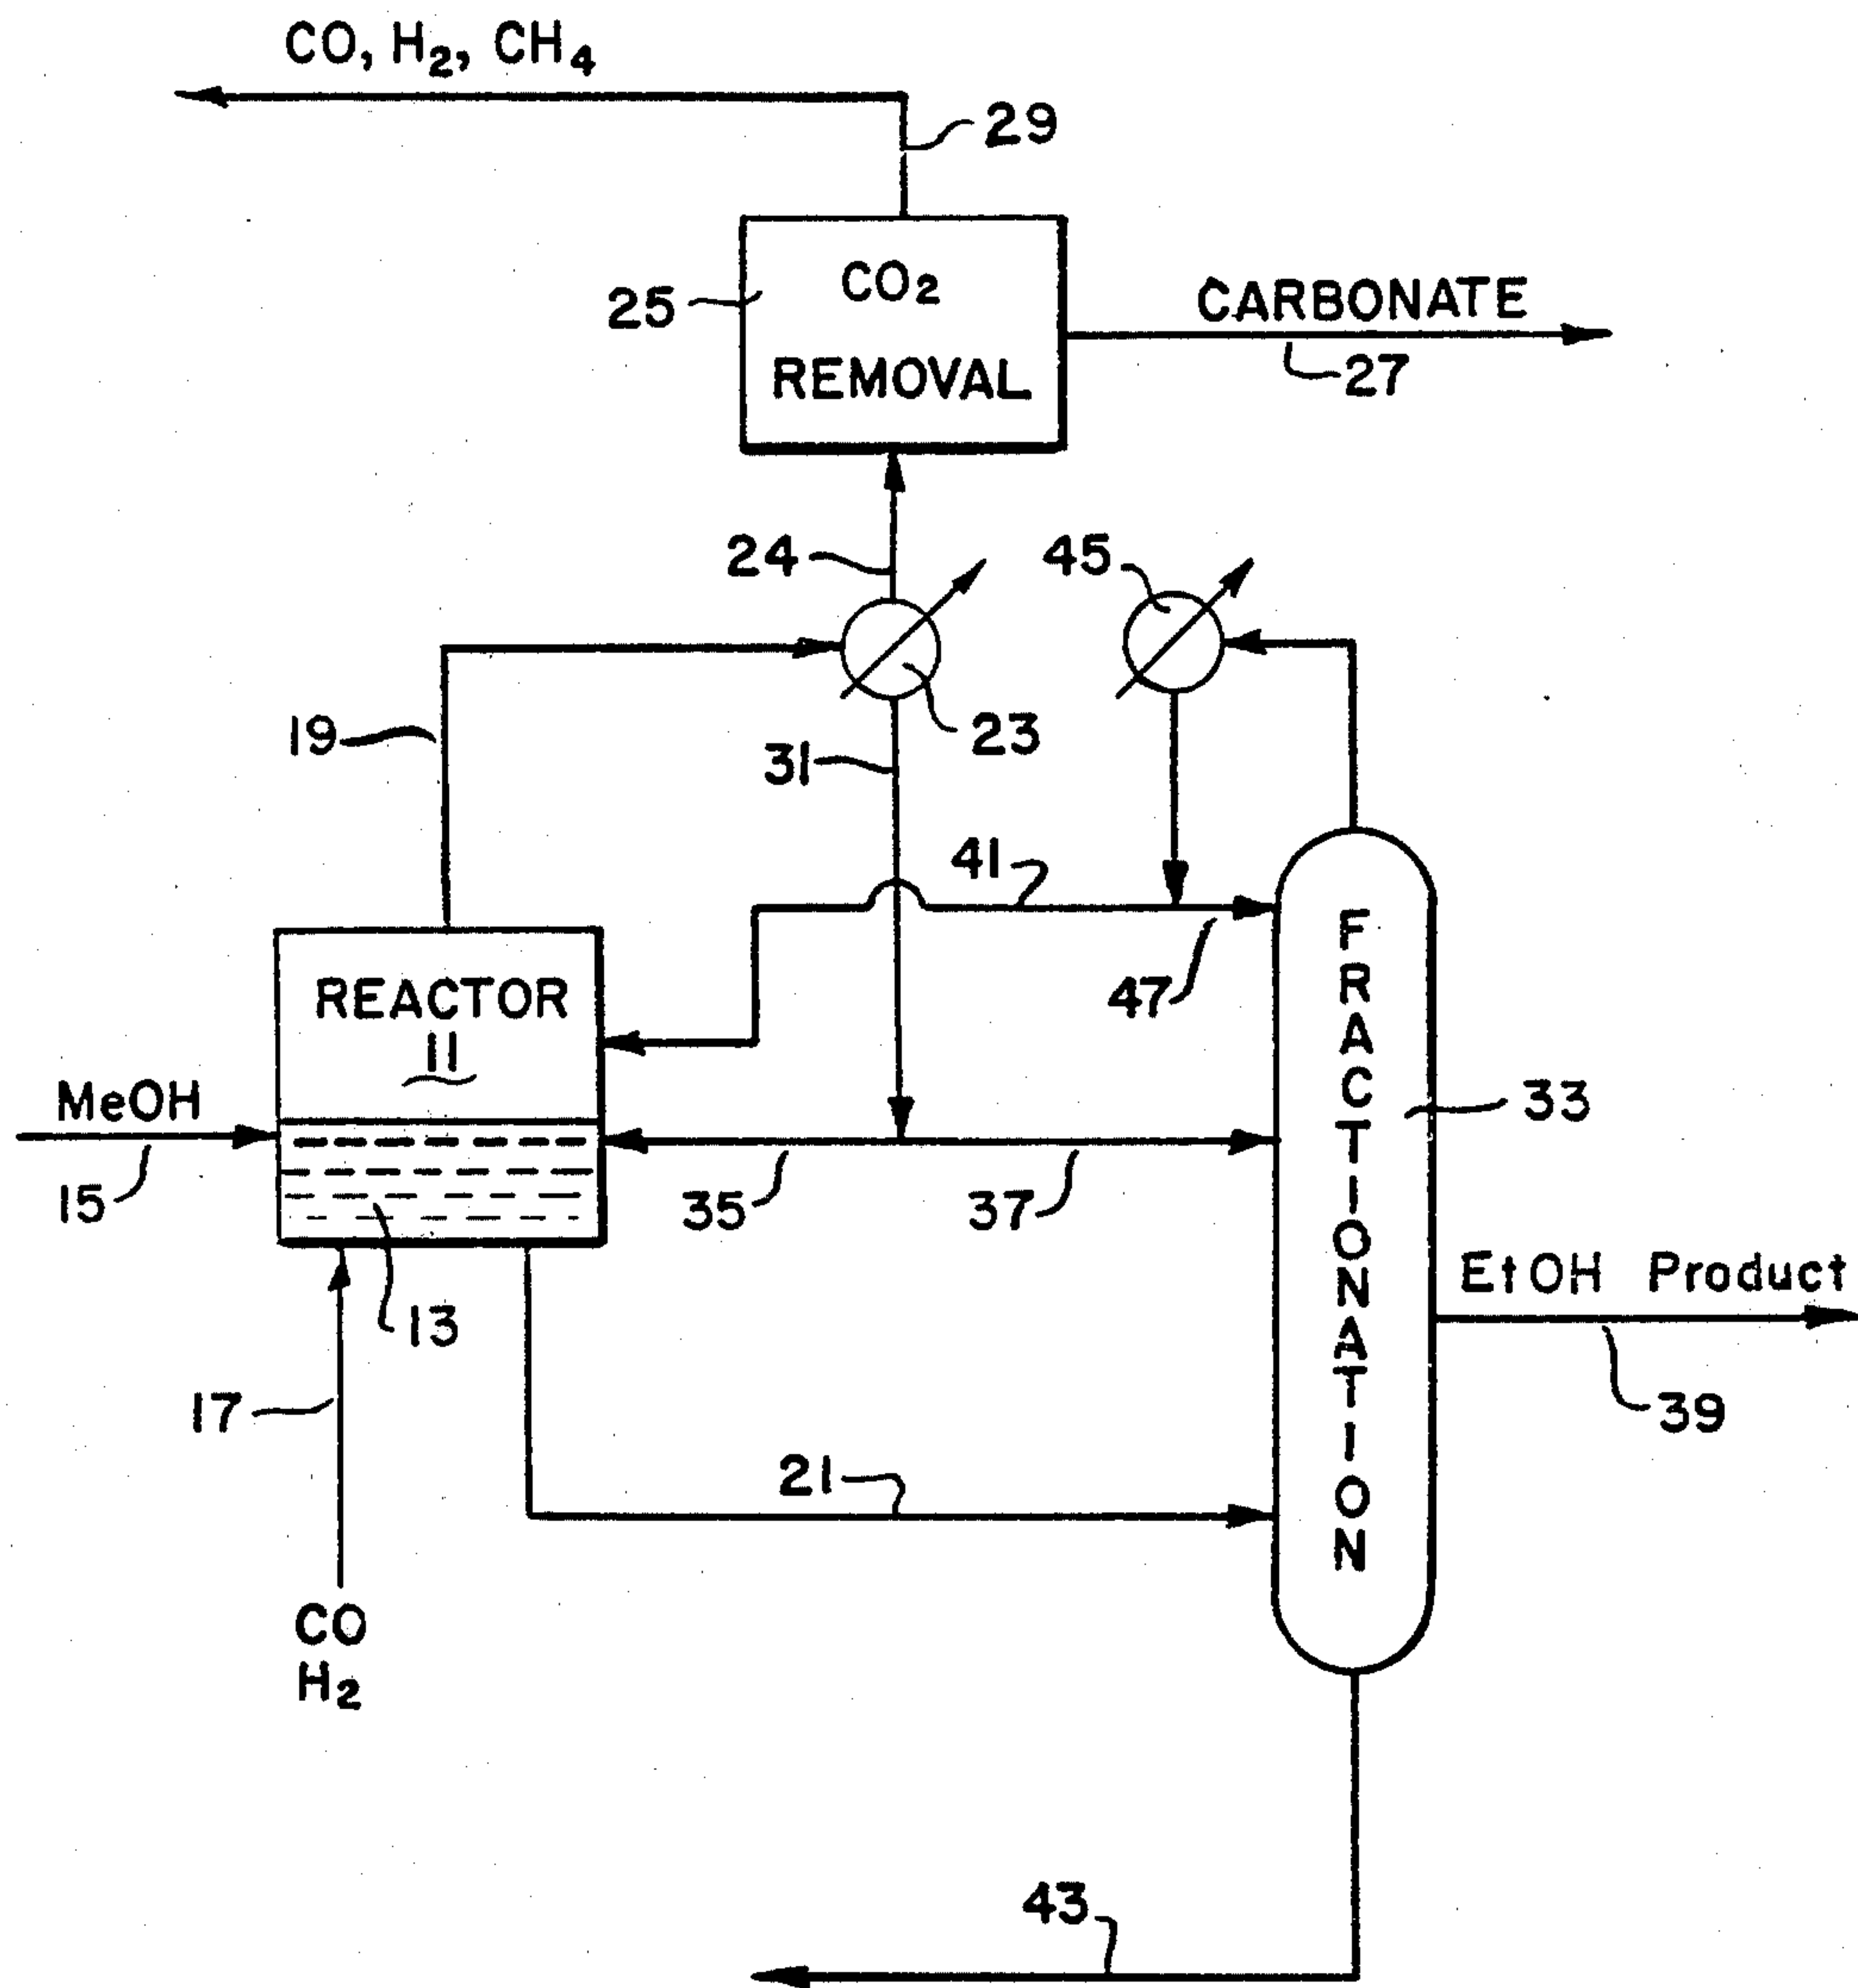 CO, H2, CH4
29
CO2
REMOVAL
25
CARBONATE
27
24
45
19
23
31
41
REACTOR
11
47
MeOH
15
35
37
33
FRACTIONATION
EtOH Product
39
13
17
21
CO
H2
43